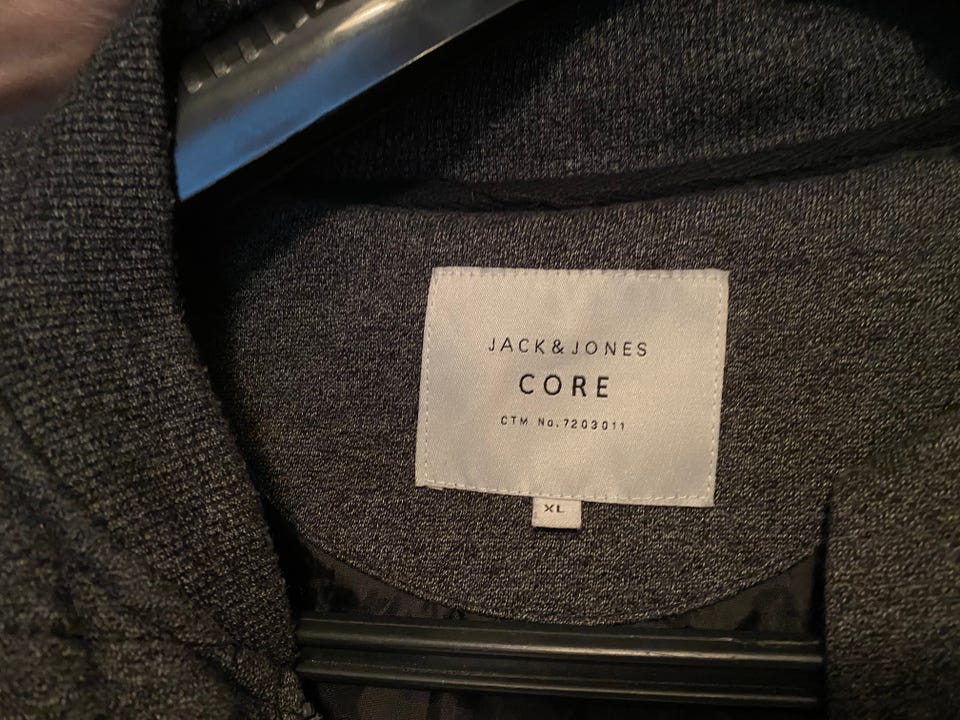 JACK&JONES
CORE
CTM No.7203011
XL